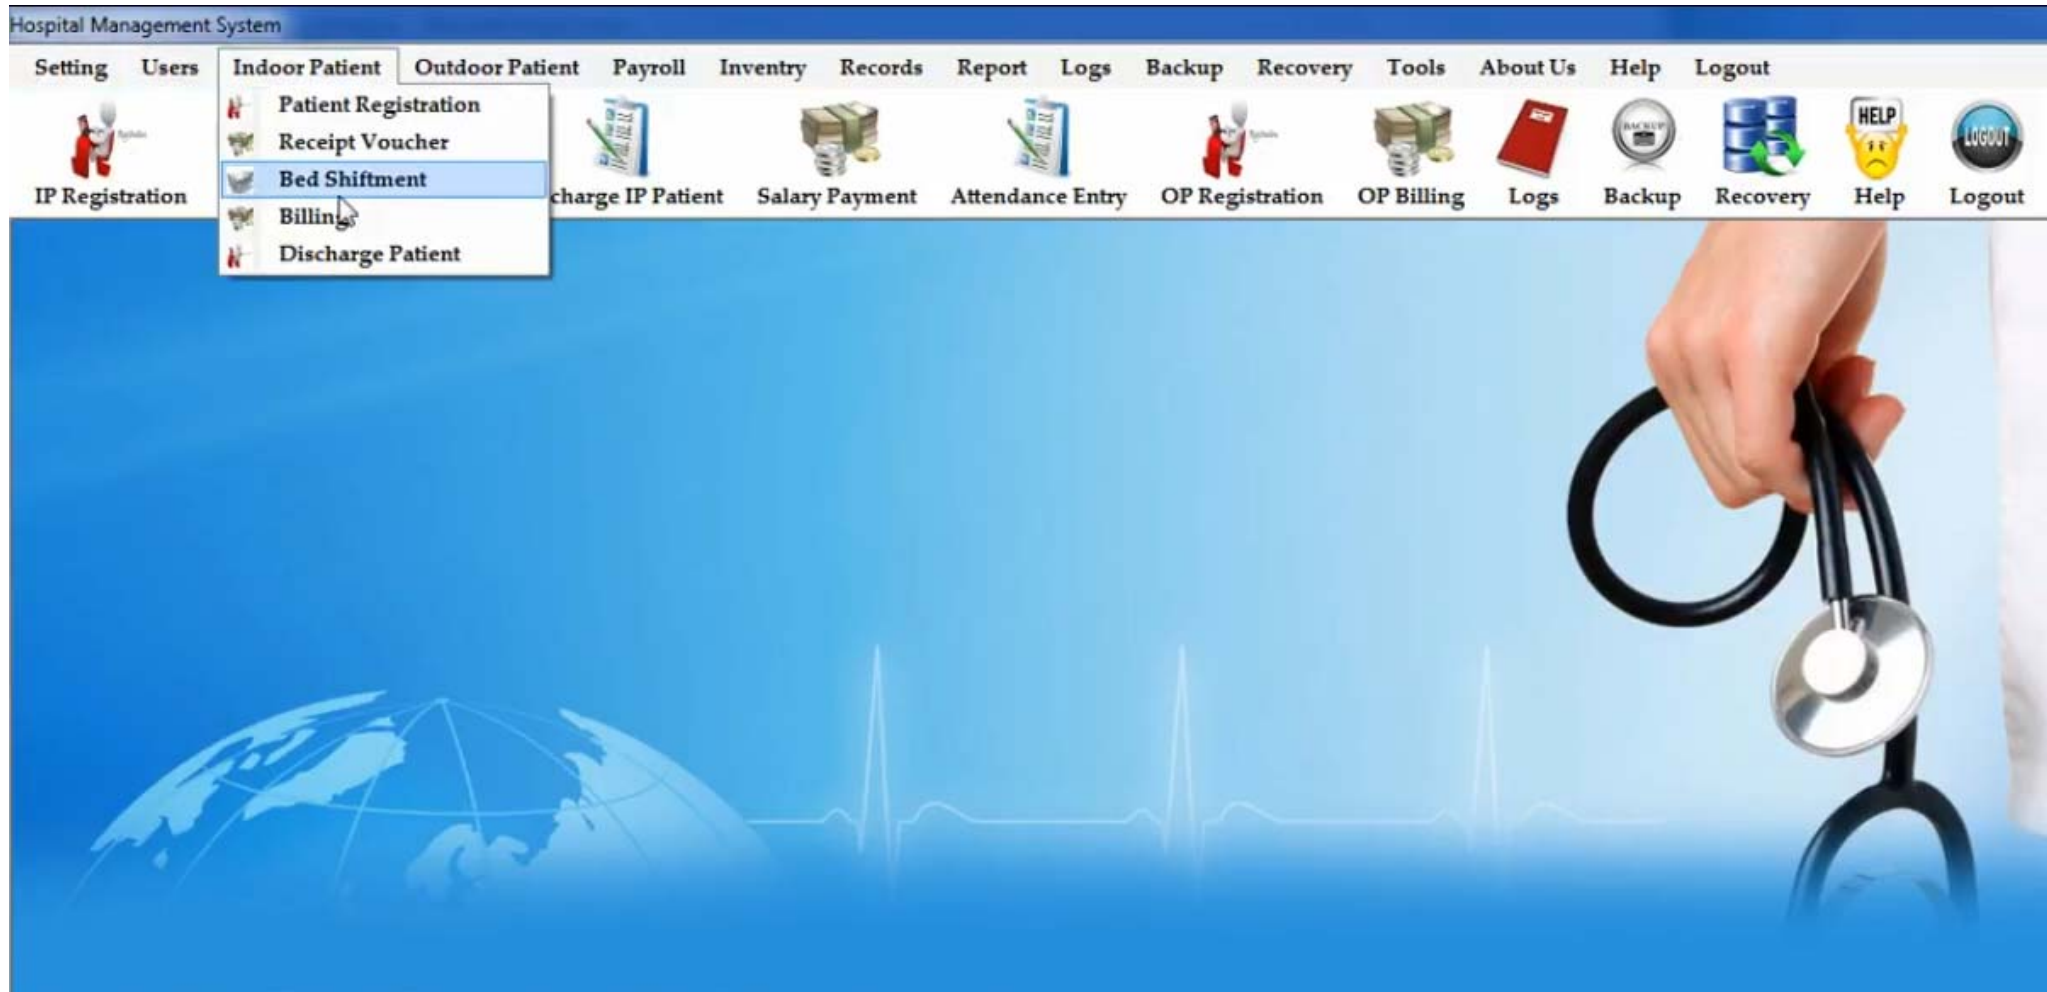 Hospital Management System
Setting Users Indoor Patient Outdoor Patient Payroll Inventry Records Report Logs Backup Recovery Tools About Us Help Logout
Patient Registration
Receipt Voucher
Bed Shiftment
Billing
Discharge Patient
BACKUP HELP LOGOUT
IP Registration charge IP Patient Salary Payment Attendance Entry OP Registration OP Billing Logs Backup Recovery Help Logout